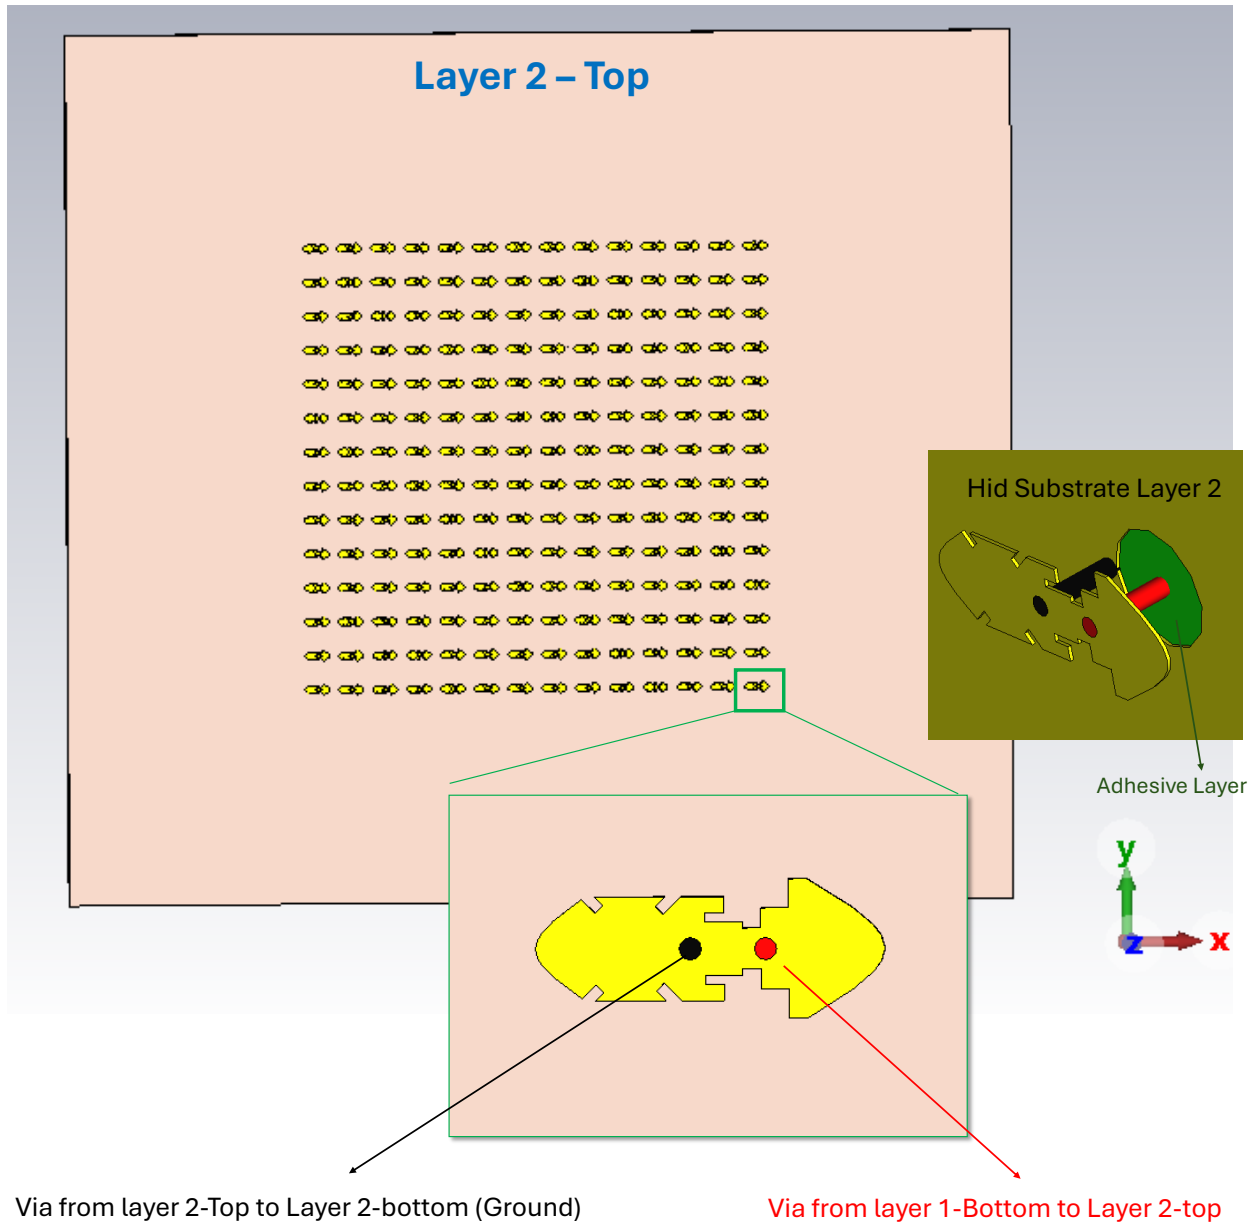 Layer 2 – Top
Hid Substrate Layer 2
Adhesive Layer
y
z
x
Via from layer 2-Top to Layer 2-bottom (Ground)
Via from layer 1-Bottom to Layer 2-top